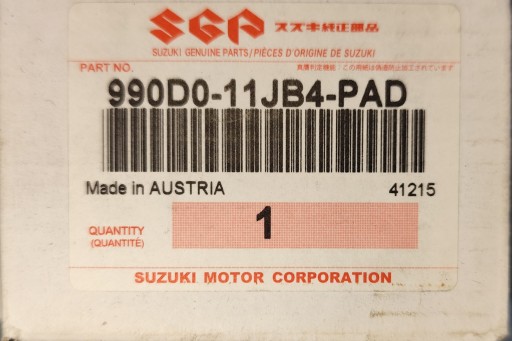 SGP スズキ純正部品
SUZUKI GENUINE PARTS/PIÈCES D'ORIGINE DE SUZUKI
PART NO.
990D0-11JB4-PAD
Made in AUSTRIA 41215
QUANTITY
(QUANTITÉ)
1
SUZUKI MOTOR CORPORATION